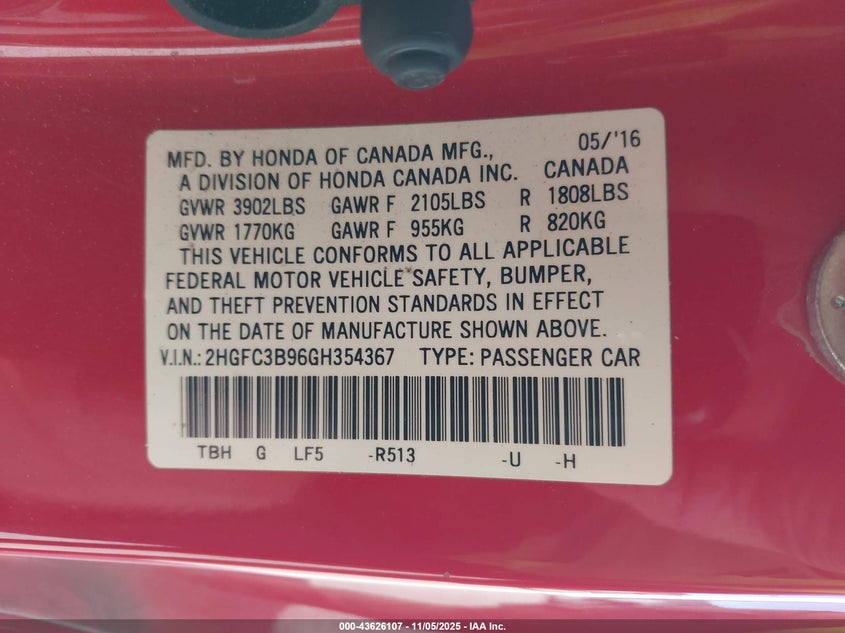 05/'16
MFD. BY HONDA OF CANADA MFG.,
A DIVISION OF HONDA CANADA INC. CANADA
GVWR 3902LBS GAWR F 2105LBS R 1808LBS
GVWR 1770KG GAWR F 955KG R 820KG
THIS VEHICLE CONFORMS TO ALL APPLICABLE
FEDERAL MOTOR VEHICLE SAFETY, BUMPER,
AND THEFT PREVENTION STANDARDS IN EFFECT
ON THE DATE OF MANUFACTURE SHOWN ABOVE.
V.I.N.: 2HGFC3B96GH354367 TYPE: PASSENGER CAR
TBH G LF5 -R513 -U -H
000-43626107 - 11/05/2025 - IAA Inc.